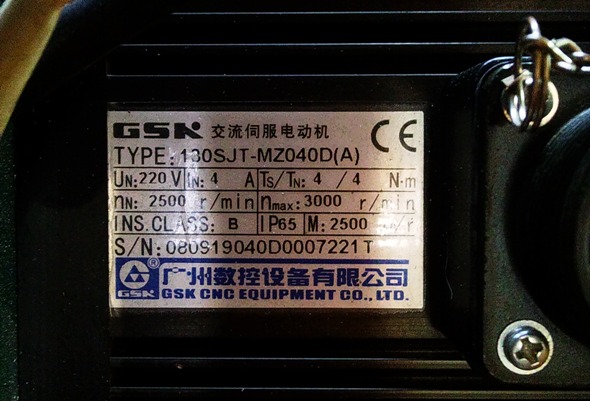 GSK 交流伺服电动机 CE
TYPE: 130SJT-MZ040D(A)
UN: 220 V IN: 4 A TS/TN: 4 / 4 N·m
nN: 2500 r/min nmax: 3000 r/min
INS.CLASS: B IP65 M: 2500 /r
S/N: 080919040D0007221T
® 广州数控设备有限公司
GSK GSK CNC EQUIPMENT CO., LTD.